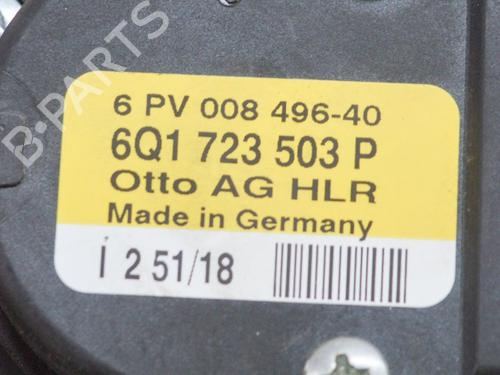 6 PV 008 496-40
6Q1 723 503 P
Otto AG HLR
Made in Germany
I 2 51/18
B-PARTS